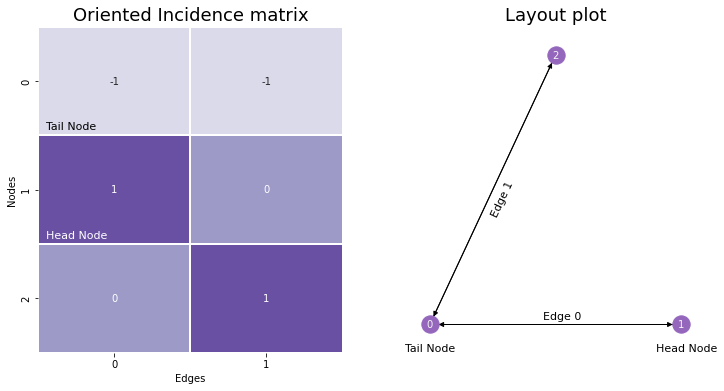 Oriented Incidence matrix
Layout plot
Nodes
0
1
2
-1
-1
Tail Node
1
0
Head Node
0
1
0
1
Edges
2
Edge 1
Edge 0
0
1
Tail Node
Head Node